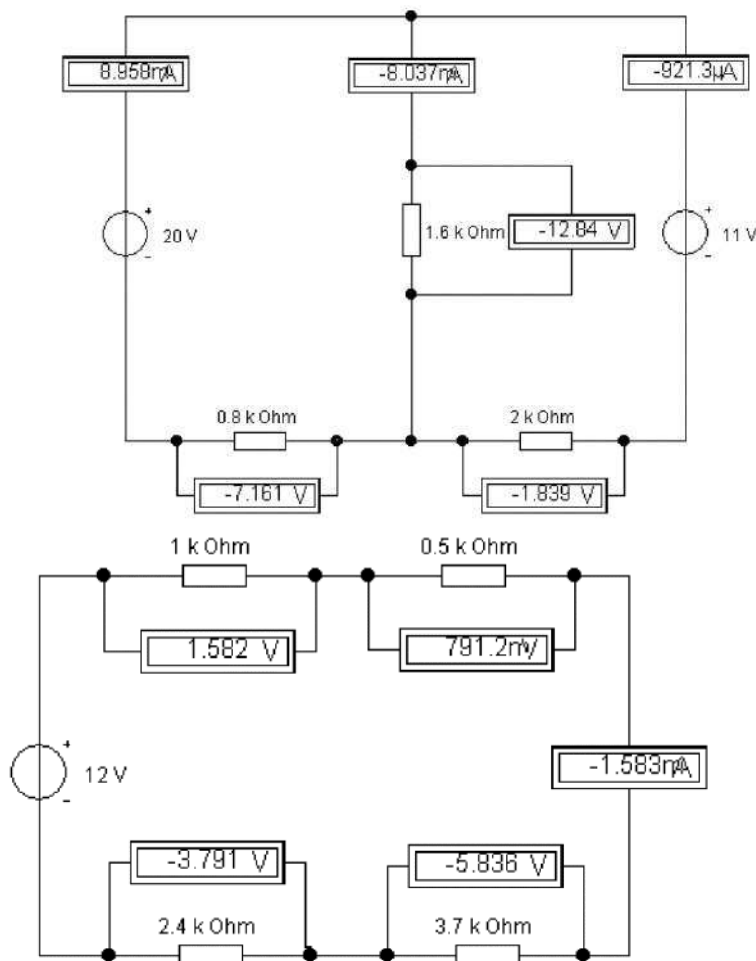 8.958mA
-8.037mA
-921.3µA
+
20 V
-
1.6 k Ohm
-12.84 V
+
11 V
-
0.8 k Ohm
2 k Ohm
-7.161 V
-1.839 V
1 k Ohm
0.5 k Ohm
1.582 V
791.2mV
+
12 V
-
-1.583mA
-3.791 V
-5.836 V
2.4 k Ohm
3.7 k Ohm